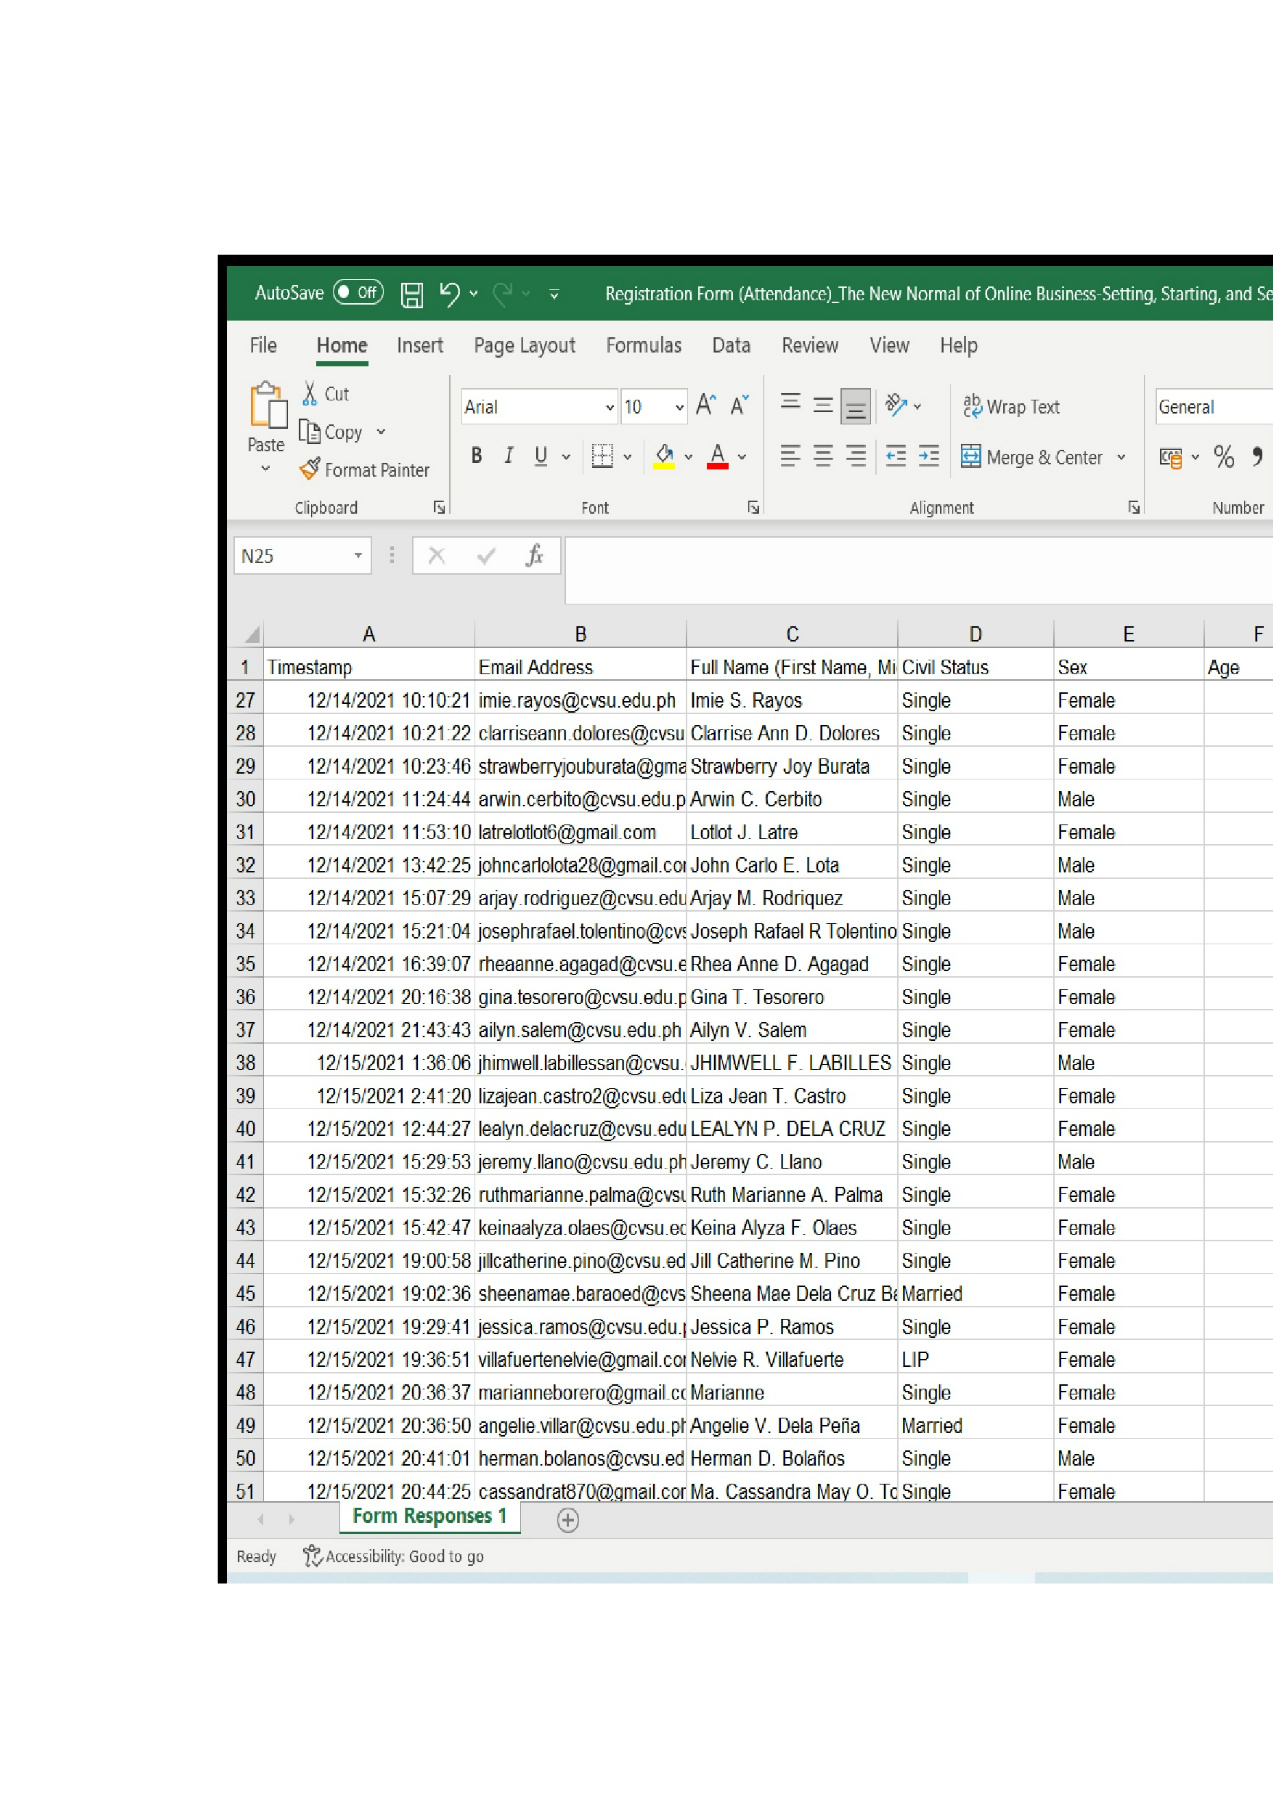 AutoSave Off Registration Form (Attendance)_The New Normal of Online Business-Setting, Starting, and Se
File Home Insert Page Layout Formulas Data Review View Help
Cut
Copy
Paste
Format Painter
Arial 10
B I U
Wrap Text
Merge & Center
General
%
Clipboard Font Alignment Number
N25 fx
A B C D E F
1 Timestamp Email Address Full Name (First Name, Mi Civil Status Sex Age
27 12/14/2021 10:10:21 imie.rayos@cvsu.edu.ph Imie S. Rayos Single Female
28 12/14/2021 10:21:22 clarriseann.dolores@cvsu Clarrise Ann D. Dolores Single Female
29 12/14/2021 10:23:46 strawberryjouburata@gma Strawberry Joy Burata Single Female
30 12/14/2021 11:24:44 arwin.cerbito@cvsu.edu.p Arwin C. Cerbito Single Male
31 12/14/2021 11:53:10 latrelotlot6@gmail.com Lotlot J. Latre Single Female
32 12/14/2021 13:42:25 johncarlolota28@gmail.co John Carlo E. Lota Single Male
33 12/14/2021 15:07:29 arjay.rodriguez@cvsu.edu Arjay M. Rodriquez Single Male
34 12/14/2021 15:21:04 josephrafael.tolentino@cvs Joseph Rafael R Tolentino Single Male
35 12/14/2021 16:39:07 rheaanne.agagad@cvsu.e Rhea Anne D. Agagad Single Female
36 12/14/2021 20:16:38 gina.tesorero@cvsu.edu.p Gina T. Tesorero Single Female
37 12/14/2021 21:43:43 ailyn.salem@cvsu.edu.ph Ailyn V. Salem Single Female
38 12/15/2021 1:36:06 jhimwell.labillessan@cvsu. JHIMWELL F. LABILLES Single Male
39 12/15/2021 2:41:20 lizajean.castro2@cvsu.edu Liza Jean T. Castro Single Female
40 12/15/2021 12:44:27 lealyn.delacruz@cvsu.edu LEALYN P. DELA CRUZ Single Female
41 12/15/2021 15:29:53 jeremy.llano@cvsu.edu.ph Jeremy C. Llano Single Male
42 12/15/2021 15:32:26 ruthmarianne.palma@cvsu Ruth Marianne A. Palma Single Female
43 12/15/2021 15:42:47 keinaalyza.olaes@cvsu.ed Keina Alyza F. Olaes Single Female
44 12/15/2021 19:00:58 jillcatherine.pino@cvsu.ed Jill Catherine M. Pino Single Female
45 12/15/2021 19:02:36 sheenamae.baraoed@cvs Sheena Mae Dela Cruz Ba Married Female
46 12/15/2021 19:29:41 jessica.ramos@cvsu.edu.p Jessica P. Ramos Single Female
47 12/15/2021 19:36:51 villafuertenelvie@gmail.co Nelvie R. Villafuerte LIP Female
48 12/15/2021 20:36:37 marianneborero@gmail.co Marianne Single Female
49 12/15/2021 20:36:50 angelie.villar@cvsu.edu.ph Angelie V. Dela Peña Married Female
50 12/15/2021 20:41:01 herman.bolanos@cvsu.ed Herman D. Bolaños Single Male
51 12/15/2021 20:44:25 cassandrat870@gmail.co Ma. Cassandra May O. To Single Female
Form Responses 1
Ready Accessibility: Good to go